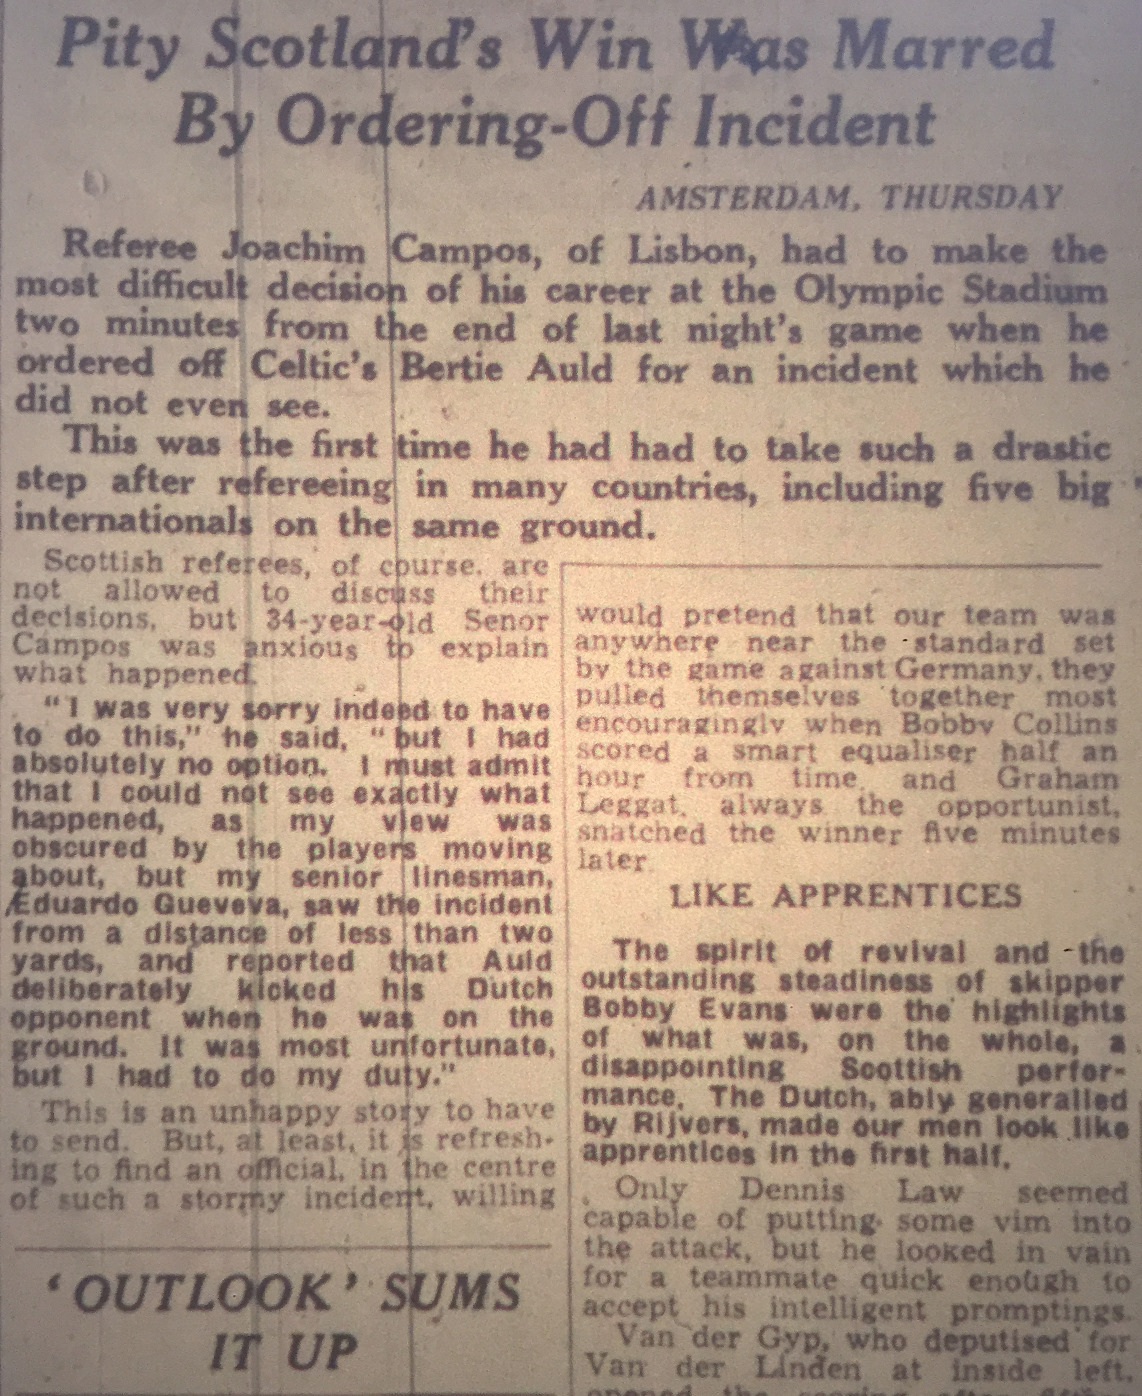 Pity Scotland's Win Was Marred
By Ordering-Off Incident
AMSTERDAM, THURSDAY
Referee Joachim Campos, of Lisbon, had to make the
most difficult decision of his career at the Olympic Stadium
two minutes from the end of last night's game when he
ordered off Celtic's Bertie Auld for an incident which he
did not even see.
This was the first time he had had to take such a drastic
step after refereeing in many countries, including five big
internationals on the same ground.
Scottish referees, of course, are
not allowed to discuss their
decisions, but 34-year-old Senor
Campos was anxious to explain
what happened.
"I was very sorry indeed to have
to do this," he said, "but I had
absolutely no option. I must admit
that I could not see exactly what
happened, as my view was
obscured by the players moving
about, but my senior linesman,
Eduardo Gueveva, saw the incident
from a distance of less than two
yards, and reported that Auld
deliberately kicked his Dutch
opponent when he was on the
ground. It was most unfortunate,
but I had to do my duty."
This is an unhappy story to have
to send. But, at least, it is refresh-
ing to find an official, in the centre
of such a stormy incident, willing
'OUTLOOK' SUMS
IT UP
would pretend that our team was
anywhere near the standard set
by the game against Germany, they
pulled themselves together most
encouragingly when Bobby Collins
scored a smart equaliser half an
hour from time, and Graham
Leggat, always the opportunist,
snatched the winner five minutes
later.
LIKE APPRENTICES
The spirit of revival and the
outstanding steadiness of skipper
Bobby Evans were the highlights
of what was, on the whole, a
disappointing Scottish perfor-
mance. The Dutch, ably generalled
by Rijvers, made our men look like
apprentices in the first half.
Only Dennis Law seemed
capable of putting some vim into
the attack, but he looked in vain
for a teammate quick enough to
accept his intelligent promptings.
Van der Gyp, who deputised for
Van der Linden at inside left,
opened the